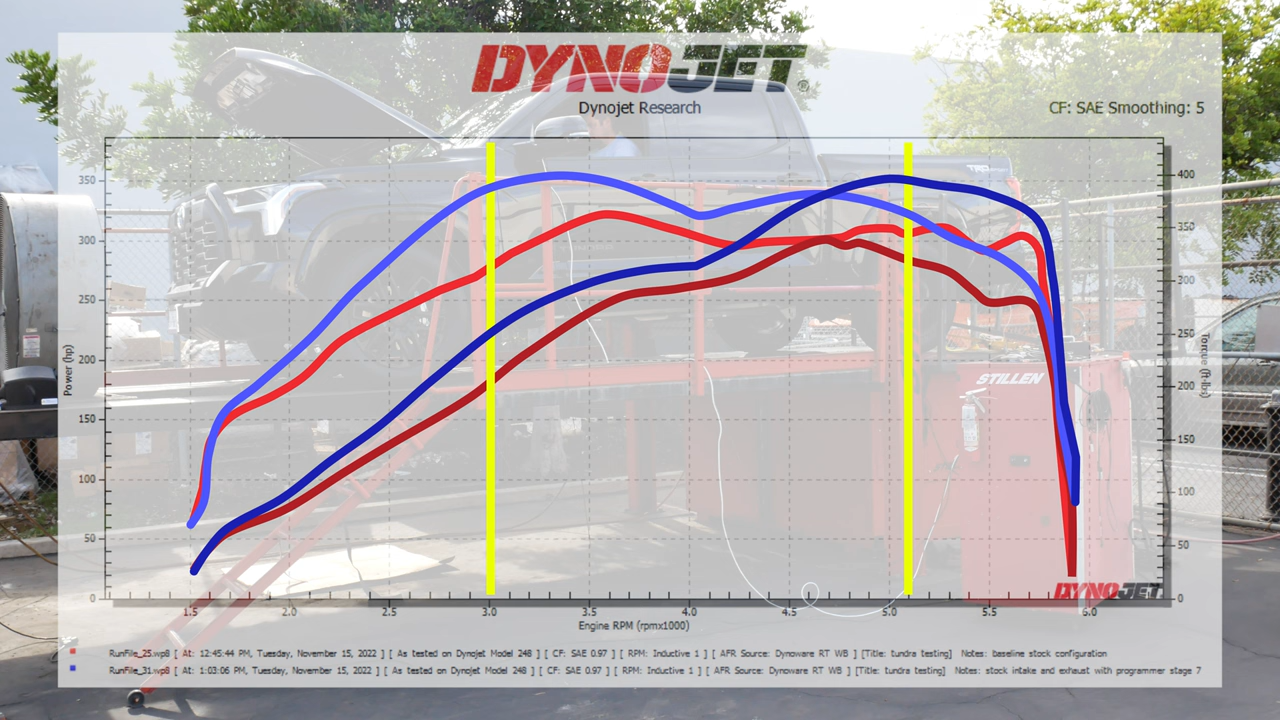 DYNOJET®
Dynojet Research
CF: SAE Smoothing: 5
350
300
250
200
150
100
50
0
Power (hp)
400
350
300
250
200
150
100
50
0
Torque (ft-lbs)
TRD
STILLEN
DYNOJET
1.5 2.0 2.5 3.0 3.5 4.0 4.5 5.0 5.5 6.0
Engine RPM (rpmx1000)
RunFile_25.wp8 [ At: 12:45:44 PM, Tuesday, November 15, 2022 ] [ As tested on Dynojet Model 248 ] [ CF: SAE 0.97 ] [ RPM: Inductive 1 ] [ AFR Source: Dynoware RT WB ] [Title: tundra testing] Notes: baseline stock configuration
RunFile_31.wp8 [ At: 1:03:06 PM, Tuesday, November 15, 2022 ] [ As tested on Dynojet Model 248 ] [ CF: SAE 0.97 ] [ RPM: Inductive 1 ] [ AFR Source: Dynoware RT WB ] [Title: tundra testing] Notes: stock intake and exhaust with programmer stage 7